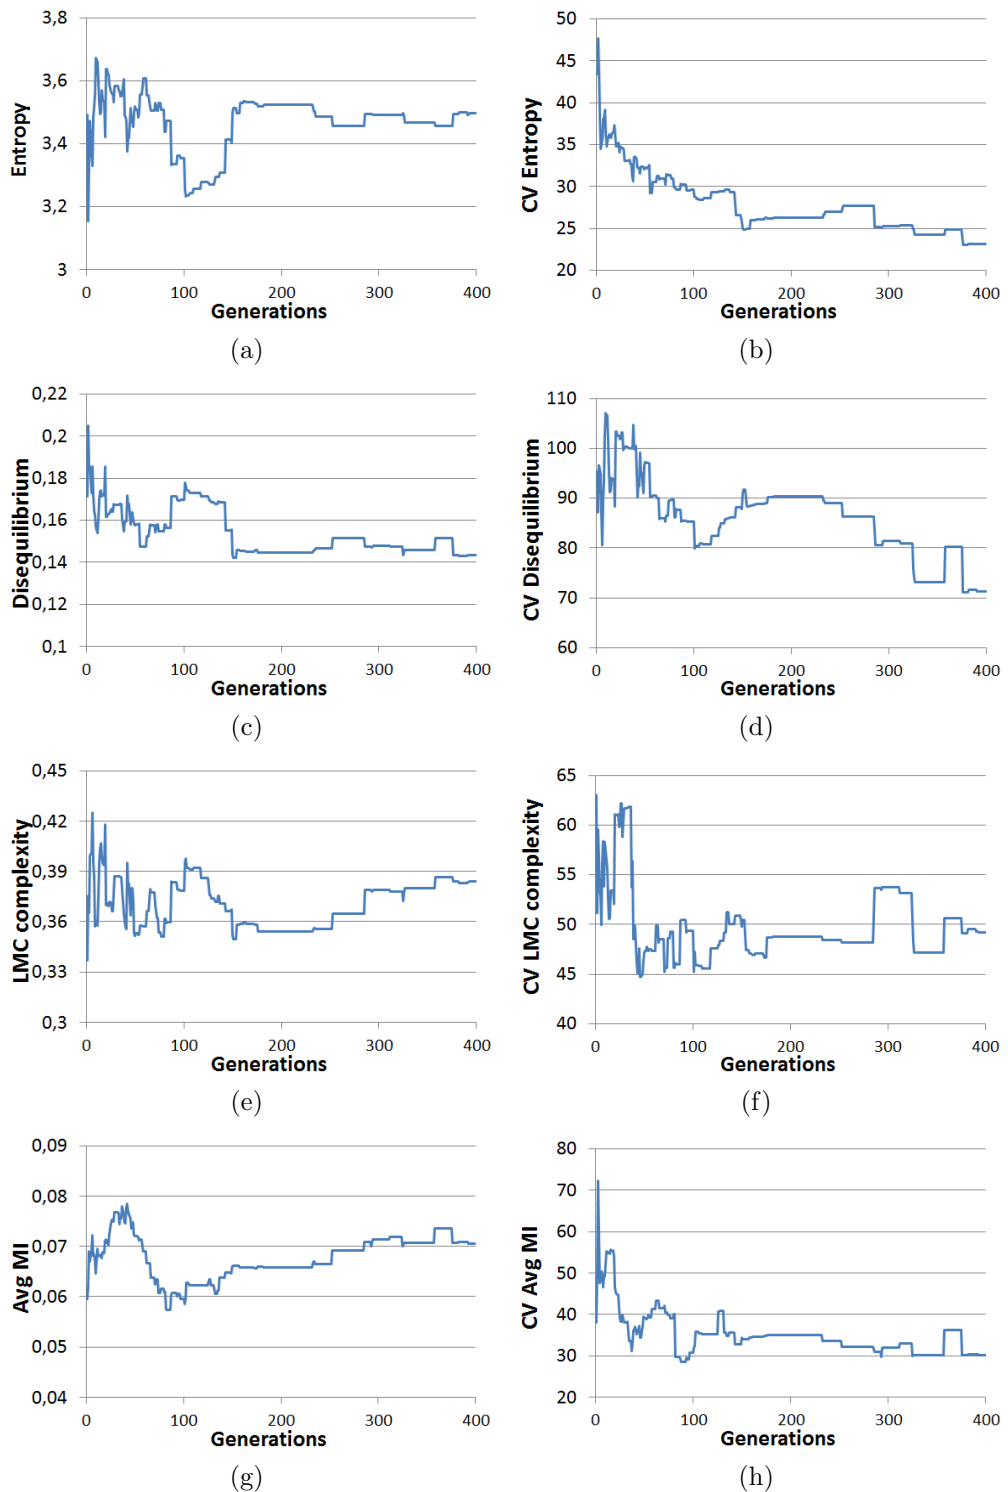 3,8
3,6
3,4
3,2
3
Entropy
0 100 200 300 400
Generations
(a)
50
45
40
35
30
25
20
CV Entropy
0 100 200 300 400
Generations
(b)
0,22
0,2
0,18
0,16
0,14
0,12
0,1
Disequilibrium
0 100 200 300 400
Generations
(c)
110
100
90
80
70
60
CV Disequilibrium
0 100 200 300 400
Generations
(d)
0,45
0,42
0,39
0,36
0,33
0,3
LMC complexity
0 100 200 300 400
Generations
(e)
65
60
55
50
45
40
CV LMC complexity
0 100 200 300 400
Generations
(f)
0,09
0,08
0,07
0,06
0,05
0,04
Avg MI
0 100 200 300 400
Generations
(g)
80
70
60
50
40
30
20
CV Avg MI
0 100 200 300 400
Generations
(h)